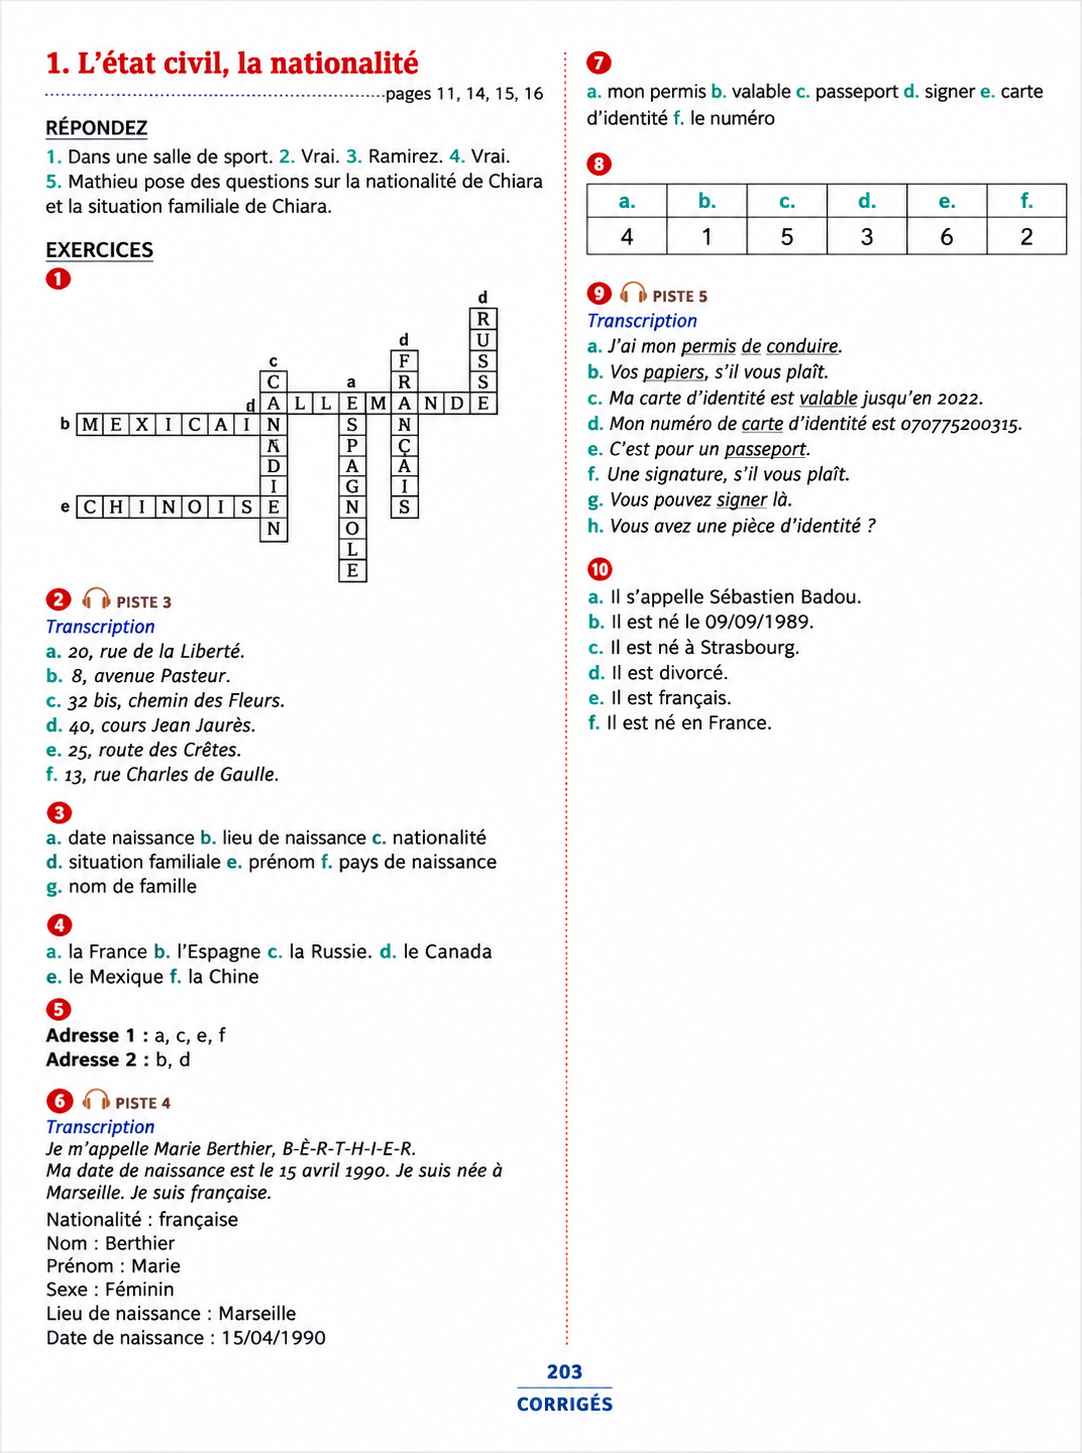 1. L'état civil, la nationalité
pages 11, 14, 15, 16
RÉPONDEZ
1. Dans une salle de sport. 2. Vrai. 3. Ramirez. 4. Vrai.
5. Mathieu pose des questions sur la nationalité de Chiara
et la situation familiale de Chiara.
EXERCICES
1
d
R
U
d
F
S
c
a
C
R
S
d A L L E M A N D E
b M E X I C A I N
S
N
A
P
Ç
D
A
A
I
G
I
e C H I N O I S E
N
S
N
O
L
E
2 PISTE 3
Transcription
a. 20, rue de la Liberté.
b. 8, avenue Pasteur.
c. 32 bis, chemin des Fleurs.
d. 40, cours Jean Jaurès.
e. 25, route des Crêtes.
f. 13, rue Charles de Gaulle.
3
a. date naissance b. lieu de naissance c. nationalité
d. situation familiale e. prénom f. pays de naissance
g. nom de famille
4
a. la France b. l'Espagne c. la Russie. d. le Canada
e. le Mexique f. la Chine
5
Adresse 1 : a, c, e, f
Adresse 2 : b, d
6 PISTE 4
Transcription
Je m'appelle Marie Berthier, B-È-R-T-H-I-E-R.
Ma date de naissance est le 15 avril 1990. Je suis née à
Marseille. Je suis française.
Nationalité : française
Nom : Berthier
Prénom : Marie
Sexe : Féminin
Lieu de naissance : Marseille
Date de naissance : 15/04/1990
7
a. mon permis b. valable c. passeport d. signer e. carte
d'identité f. le numéro
8
a. b. c. d. e. f.
4 1 5 3 6 2
9 PISTE 5
Transcription
a. J'ai mon permis de conduire.
b. Vos papiers, s'il vous plaît.
c. Ma carte d'identité est valable jusqu'en 2022.
d. Mon numéro de carte d'identité est 070775200315.
e. C'est pour un passeport.
f. Une signature, s'il vous plaît.
g. Vous pouvez signer là.
h. Vous avez une pièce d'identité ?
10
a. Il s'appelle Sébastien Badou.
b. Il est né le 09/09/1989.
c. Il est né à Strasbourg.
d. Il est divorcé.
e. Il est français.
f. Il est né en France.
203
CORRIGÉS